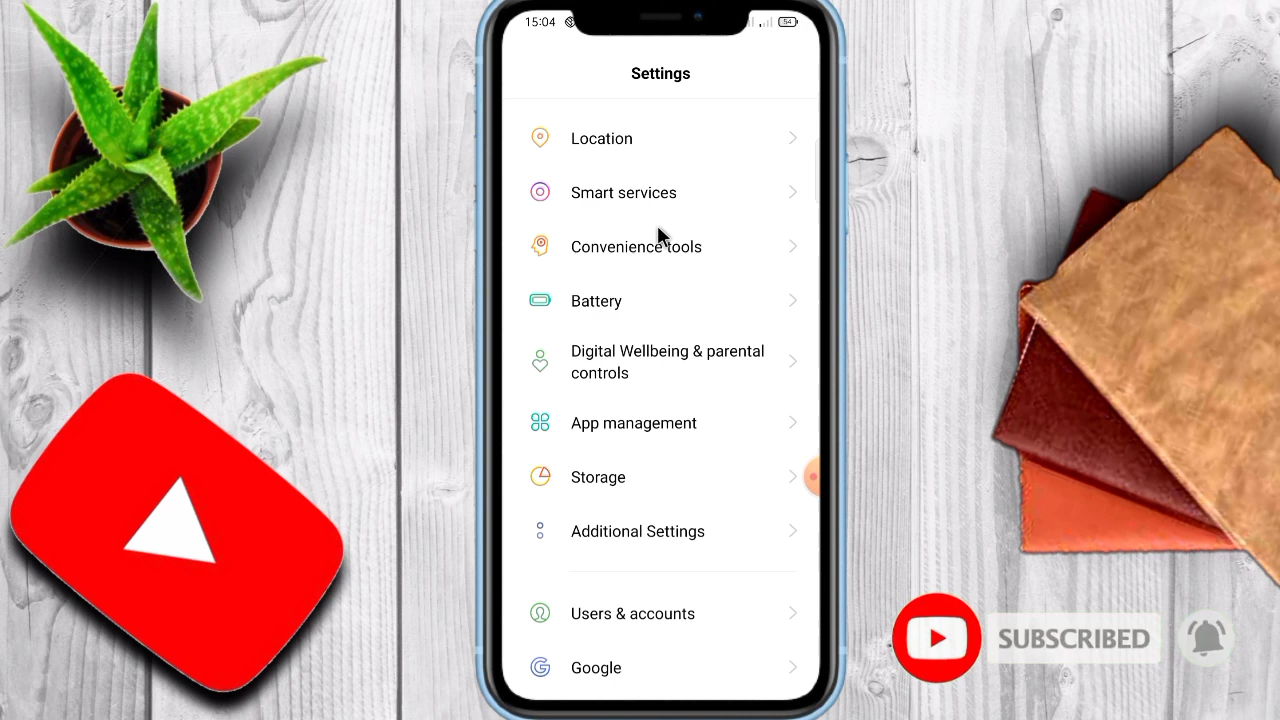 15:04
54
Settings
Location
Smart services
Convenience tools
Battery
Digital Wellbeing & parental
controls
App management
Storage
Additional Settings
Users & accounts
Google
SUBSCRIBED